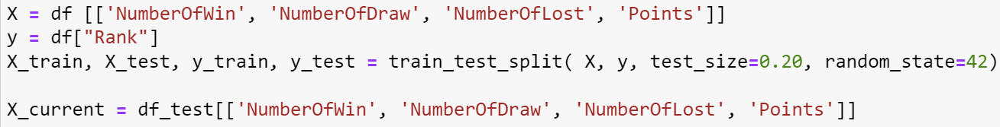 X = df [['NumberOfWin', 'NumberOfDraw', 'NumberOfLost', 'Points']]
y = df["Rank"]
X_train, X_test, y_train, y_test = train_test_split( X, y, test_size=0.20, random_state=42)
X_current = df_test[['NumberOfWin', 'NumberOfDraw', 'NumberOfLost', 'Points']]